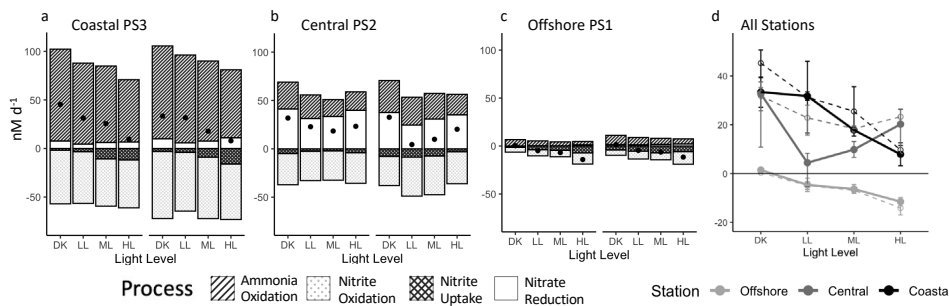 a
Coastal PS3
b
Central PS2
c
Offshore PS1
d
All Stations
nM d-1
100
50
0
-50
DK LL ML HL DK LL ML HL
Light Level
100
50
0
-50
DK LL ML HL DK LL ML HL
Light Level
100
50
0
-50
DK LL ML HL DK LL ML HL
Light Level
40
20
0
-20
DK LL ML HL
Light Level
Process
Ammonia
Oxidation
Nitrite
Oxidation
Nitrite
Uptake
Nitrate
Reduction
Station
Offshore
Central
Coasta